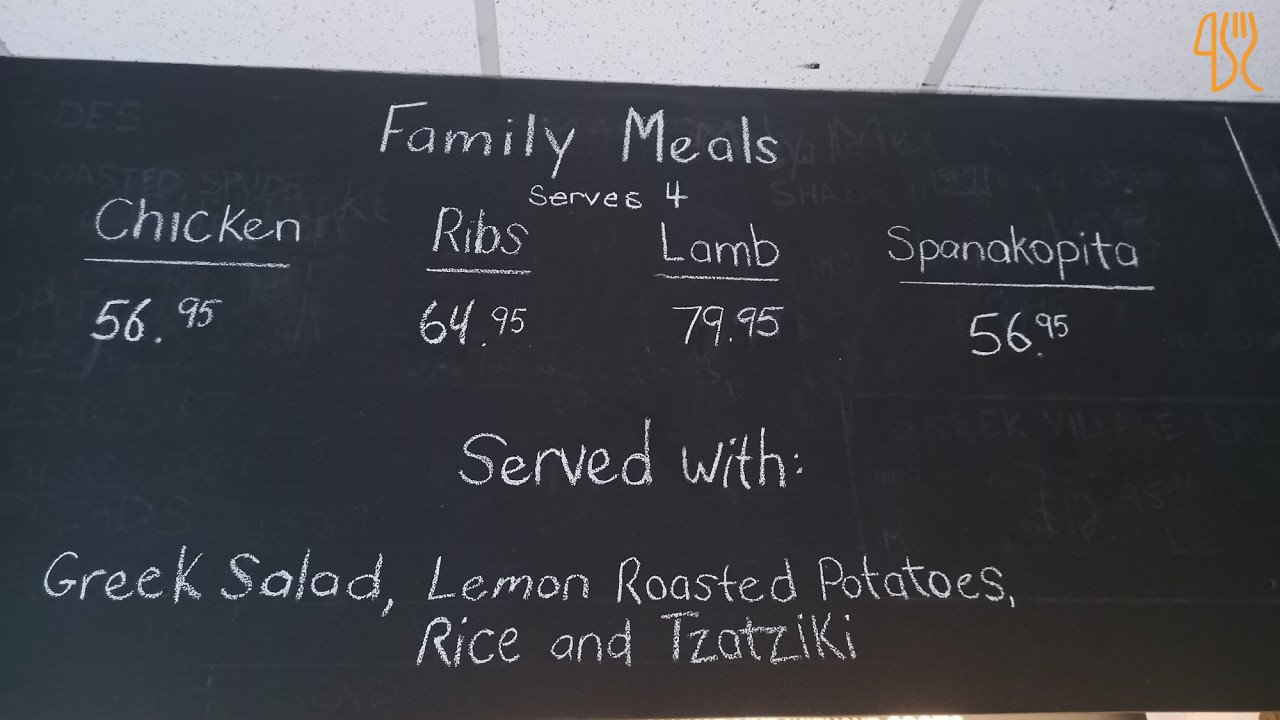 Family Meals
Serves 4
Chicken Ribs Lamb Spanakopita
56.95 64.95 79.95 56.95
Served with:
Greek Salad, Lemon Roasted Potatoes,
Rice and Tzatziki